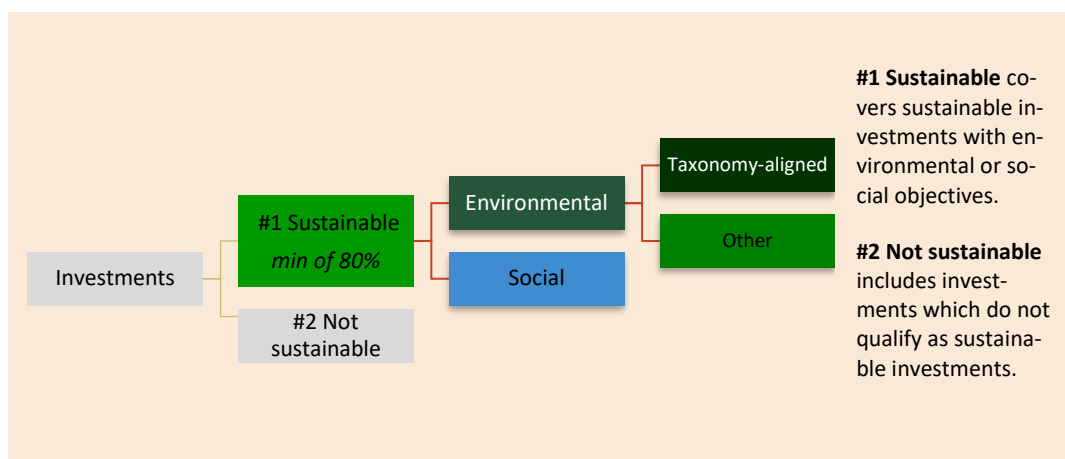 Investments
#1 Sustainable
min of 80%
#2 Not
sustainable
Environmental
Social
Taxonomy-aligned
Other
#1 Sustainable co-
vers sustainable in-
vestments with en-
vironmental or so-
cial objectives.
#2 Not sustainable
includes invest-
ments which do not
qualify as sustaina-
ble investments.